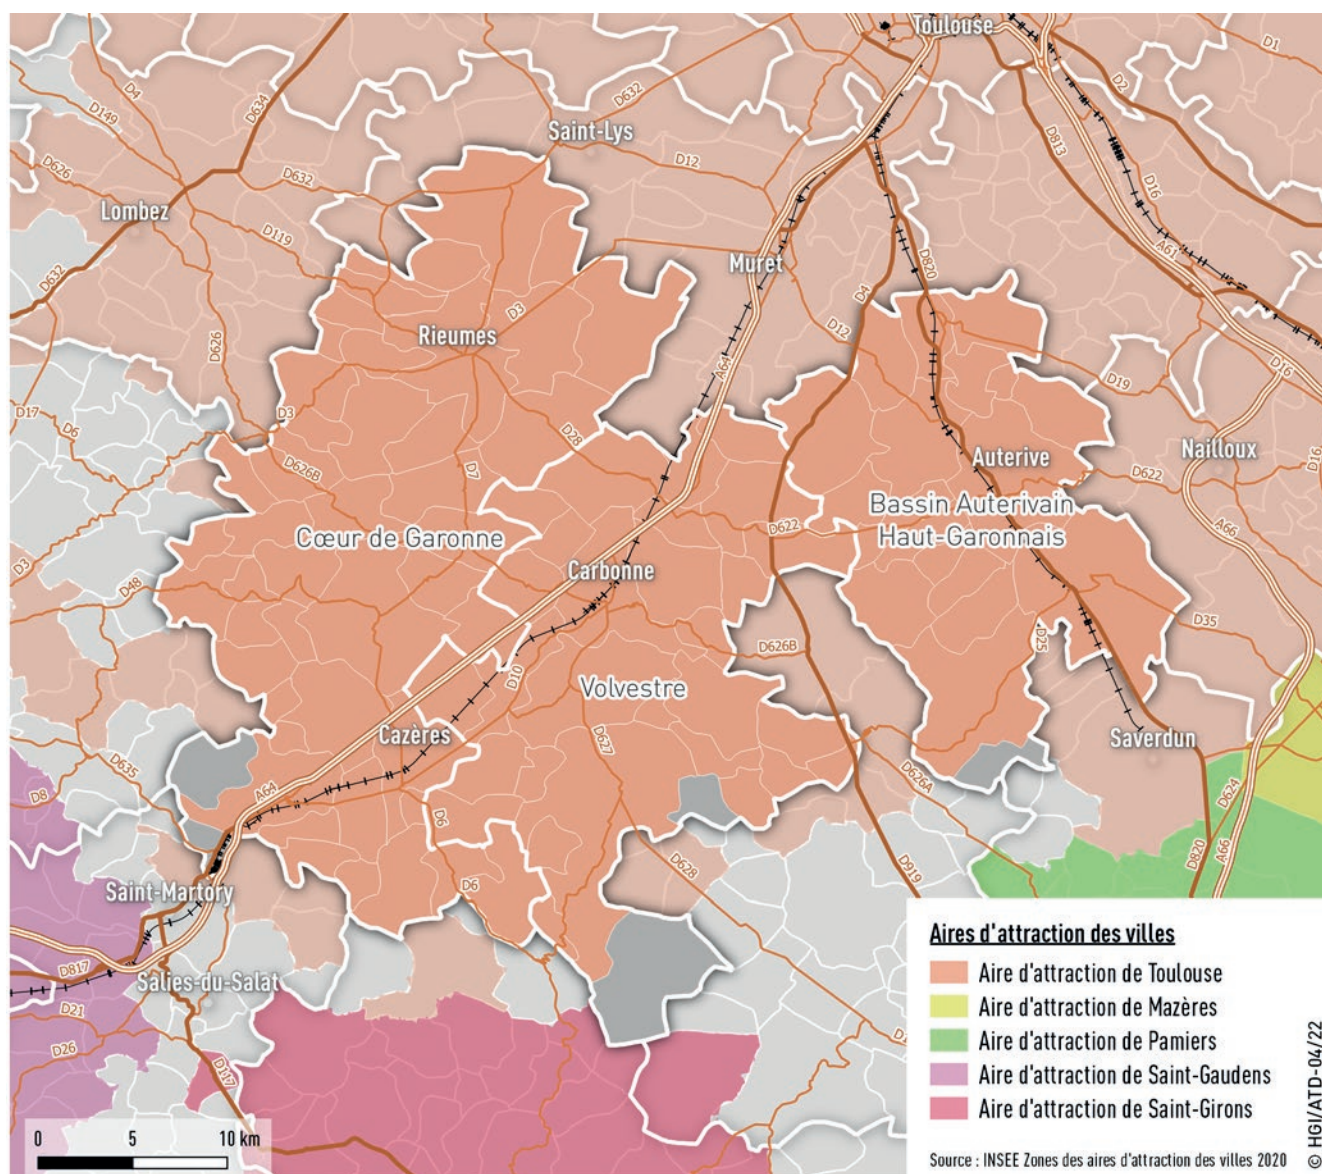 Toulouse
D1
D4
D632
D2
D634
D149
Saint-Lys
D813
D12
D626
D632
D16
Lombez
D119
D820
A61
D632
Muret
D4
D3
D12
D626
Rieumes
A64
D16
D19
D17
D3
D6
D28
Nailloux
Auterive
D7
D626B
D622
D16
Bassin Auterivain
Haut-Garonnais
A66
D622
Cœur de Garonne
D3
Carbonne
D48
D35
D626B
D25
D10
Volvestre
Cazères
D627
Saverdun
D635
D626A
D8
A64
D624
D6
D820
A66
D628
D919
D6
Saint-Martory
D817
Salies-du-Salat
D21
D26
D117
Aires d'attraction des villes
Aire d'attraction de Toulouse
Aire d'attraction de Mazères
Aire d'attraction de Pamiers
Aire d'attraction de Saint-Gaudens
Aire d'attraction de Saint-Girons
0 5 10 km
Source : INSEE Zones des aires d'attraction des villes 2020
© HGI/ATD-04/22